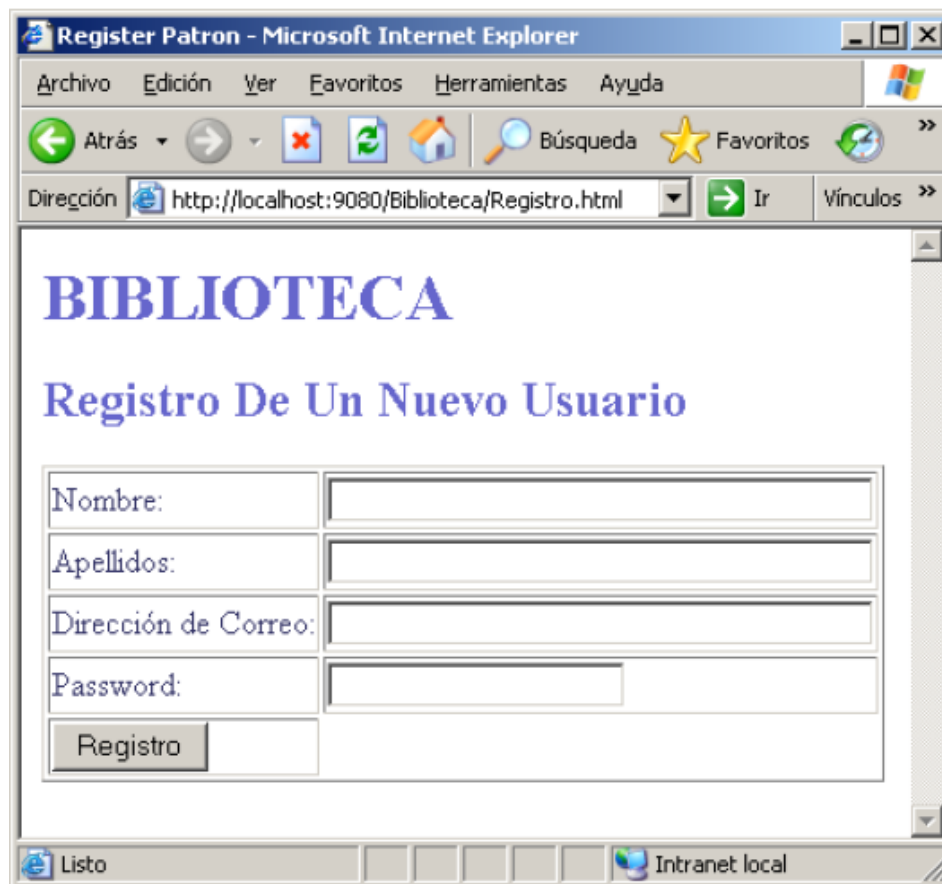 Register Patron - Microsoft Internet Explorer
Archivo Edición Ver Favoritos Herramientas Ayuda
Atrás Búsqueda Favoritos »
Dirección http://localhost:9080/Biblioteca/Registro.html Ir Vínculos »
BIBLIOTECA
Registro De Un Nuevo Usuario
Nombre:
Apellidos:
Dirección de Correo:
Password:
Registro
Listo Intranet local